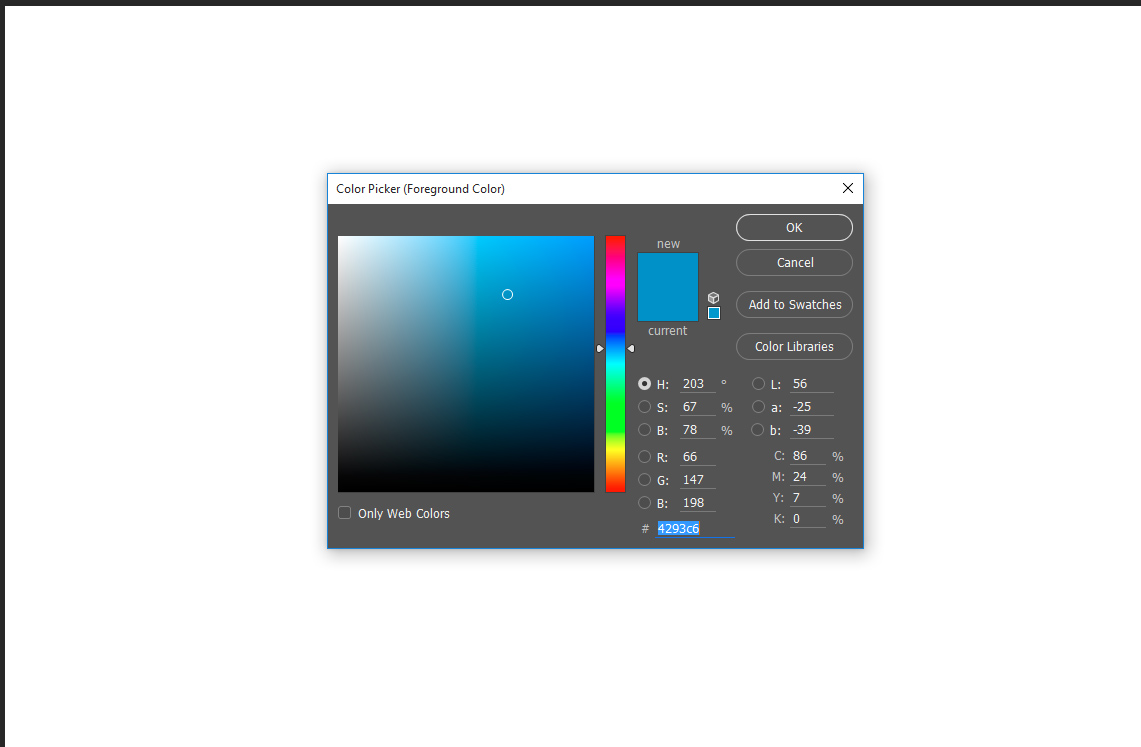 Color Picker (Foreground Color)
new
current
OK
Cancel
Add to Swatches
Color Libraries
H: 203 °
S: 67 %
B: 78 %
R: 66
G: 147
B: 198
# 4293c6
L: 56
a: -25
b: -39
C: 86 %
M: 24 %
Y: 7 %
K: 0 %
Only Web Colors